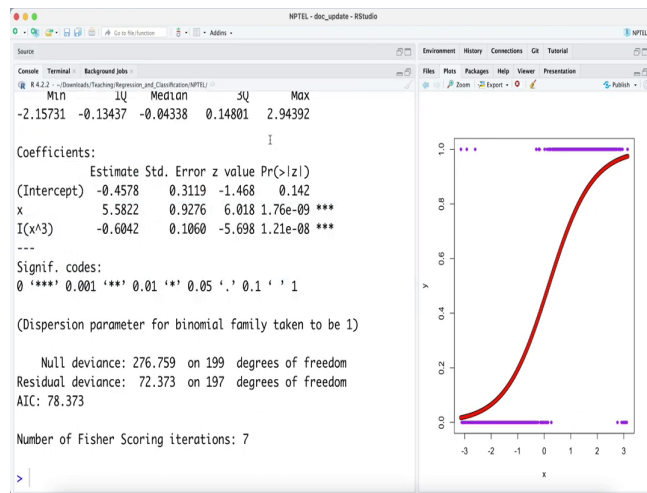 NPTEL - doc_update - RStudio
Go to file/function
Addins
NPTEL
Source
Console Terminal × Background Jobs ×
R 4.2.2 · ~/Downloads/Teaching/Regression_and_Classification/NPTEL/
Min 1Q Median 3Q Max
-2.15731 -0.13437 -0.04338 0.14801 2.94392
Coefficients:
Estimate Std. Error z value Pr(>|z|)
(Intercept) -0.4578 0.3119 -1.468 0.142
x 5.5822 0.9276 6.018 1.76e-09 ***
I(x^3) -0.6042 0.1060 -5.698 1.21e-08 ***
---
Signif. codes:
0 ‘***’ 0.001 ‘**’ 0.01 ‘*’ 0.05 ‘.’ 0.1 ‘ ’ 1
(Dispersion parameter for binomial family taken to be 1)
Null deviance: 276.759 on 199 degrees of freedom
Residual deviance: 72.373 on 197 degrees of freedom
AIC: 78.373
Number of Fisher Scoring iterations: 7
>
Environment History Connections Git Tutorial
Files Plots Packages Help Viewer Presentation
Zoom Export Publish
1.0
0.8
0.6
y
0.4
0.2
0.0
-3 -2 -1 0 1 2 3
x